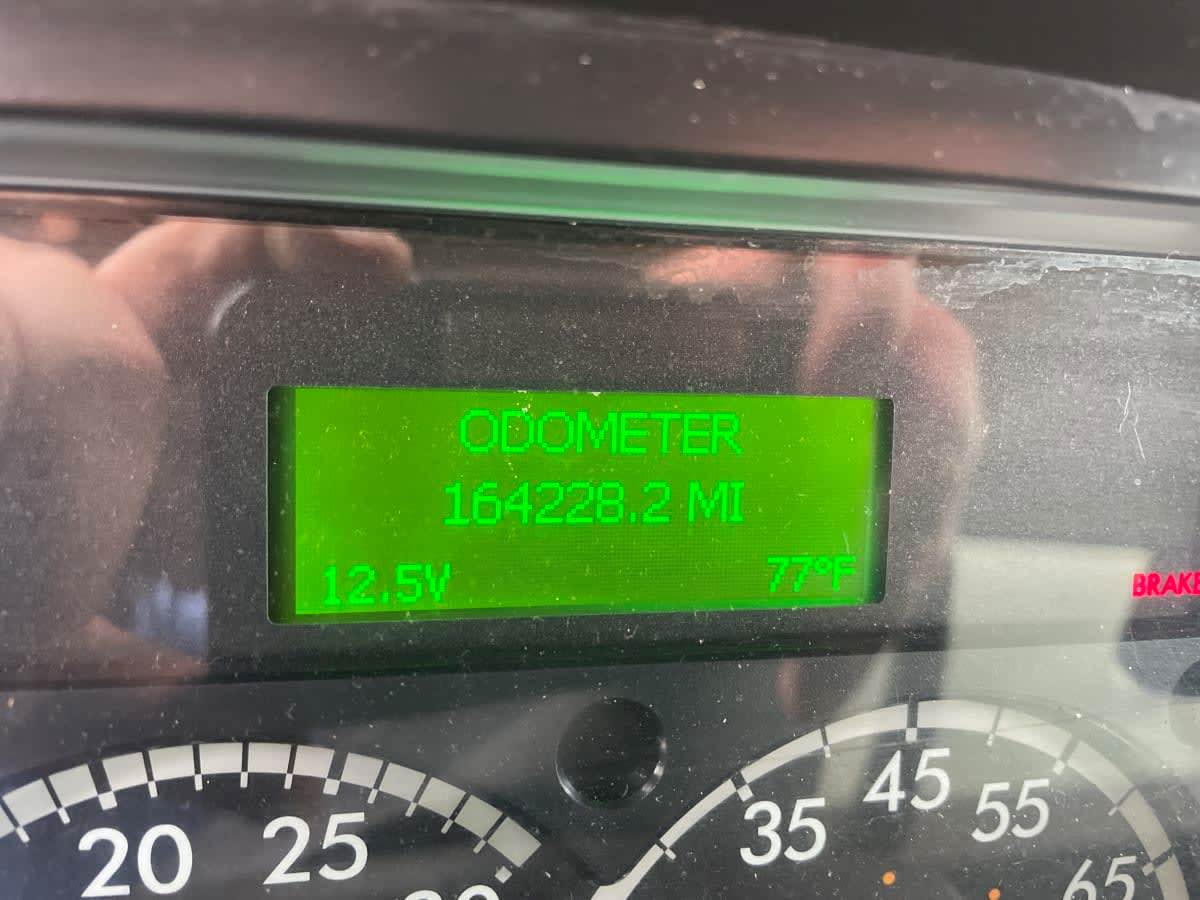 ODOMETER
164228.2 MI
12.5V 77°F
BRAKE
20 25
35 45 55 65